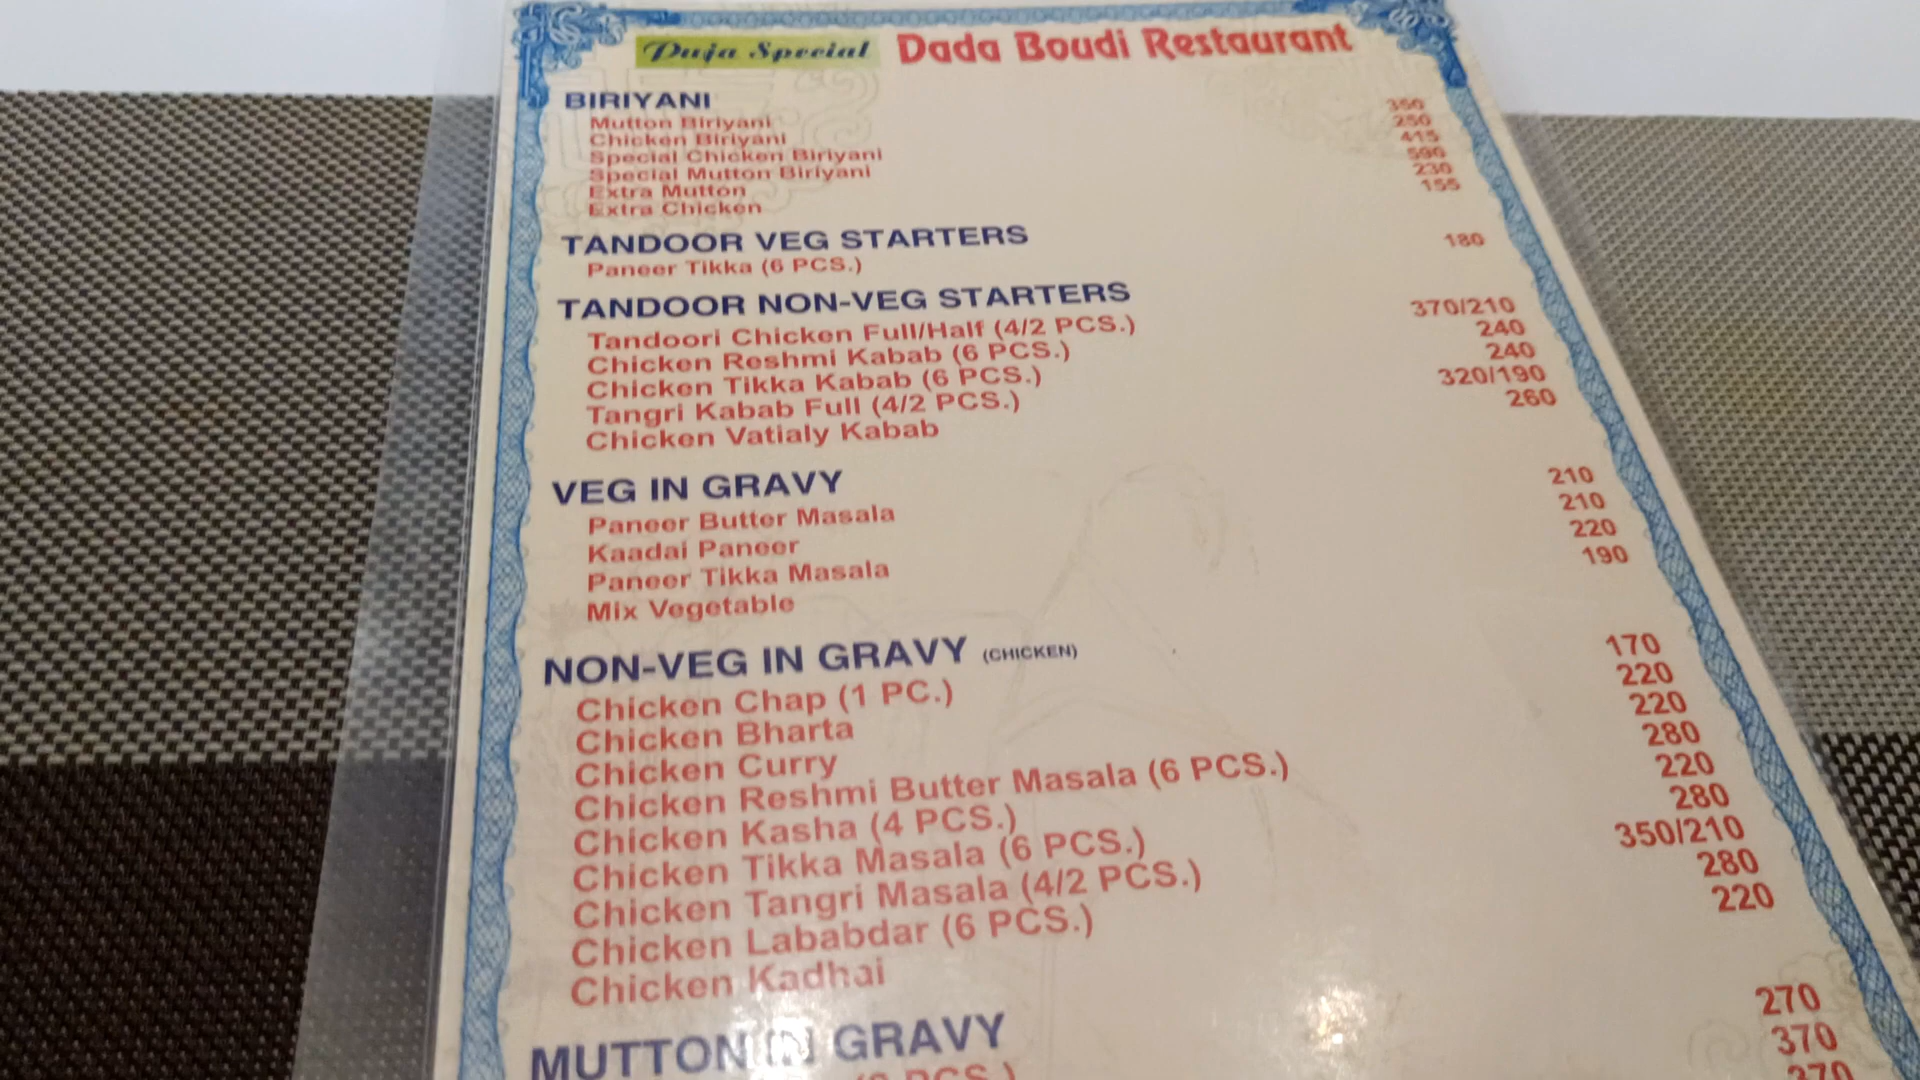 Puja Special Dada Boudi Restaurant
BIRIYANI
Mutton Biriyani 350
Chicken Biriyani 250
Special Chicken Biriyani 415
Special Mutton Biriyani 590
Extra Mutton 230
Extra Chicken 155
TANDOOR VEG STARTERS
Paneer Tikka (6 PCS.) 180
TANDOOR NON-VEG STARTERS
Tandoori Chicken Full/Half (4/2 PCS.) 370/210
Chicken Reshmi Kabab (6 PCS.) 240
Chicken Tikka Kabab (6 PCS.) 240
Tangri Kabab Full (4/2 PCS.) 320/190
Chicken Vatialy Kabab 260
VEG IN GRAVY
Paneer Butter Masala 210
Kaadai Paneer 210
Paneer Tikka Masala 220
Mix Vegetable 190
NON-VEG IN GRAVY (CHICKEN)
Chicken Chap (1 PC.) 170
Chicken Bharta 220
Chicken Curry 220
Chicken Reshmi Butter Masala (6 PCS.) 280
Chicken Kasha (4 PCS.) 220
Chicken Tikka Masala (6 PCS.) 280
Chicken Tangri Masala (4/2 PCS.) 350/210
Chicken Lababdar (6 PCS.) 280
Chicken Kadhai 220
MUTTON IN GRAVY
270
370
270